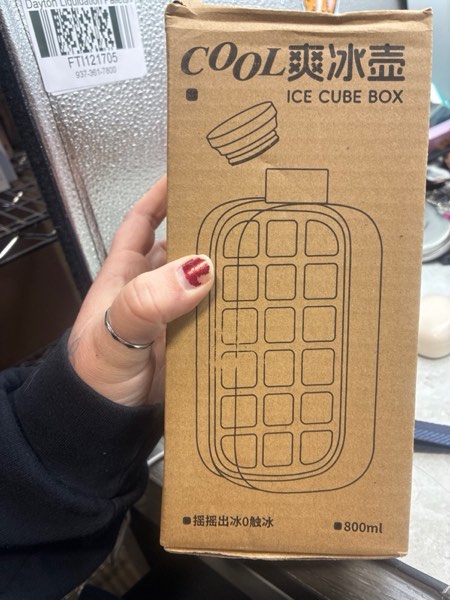 Dayton Liquidation
FTI121705
937-361-7800
COOL爽冰壶
ICE CUBE BOX
■摇摇出冰0触冰
■800ml